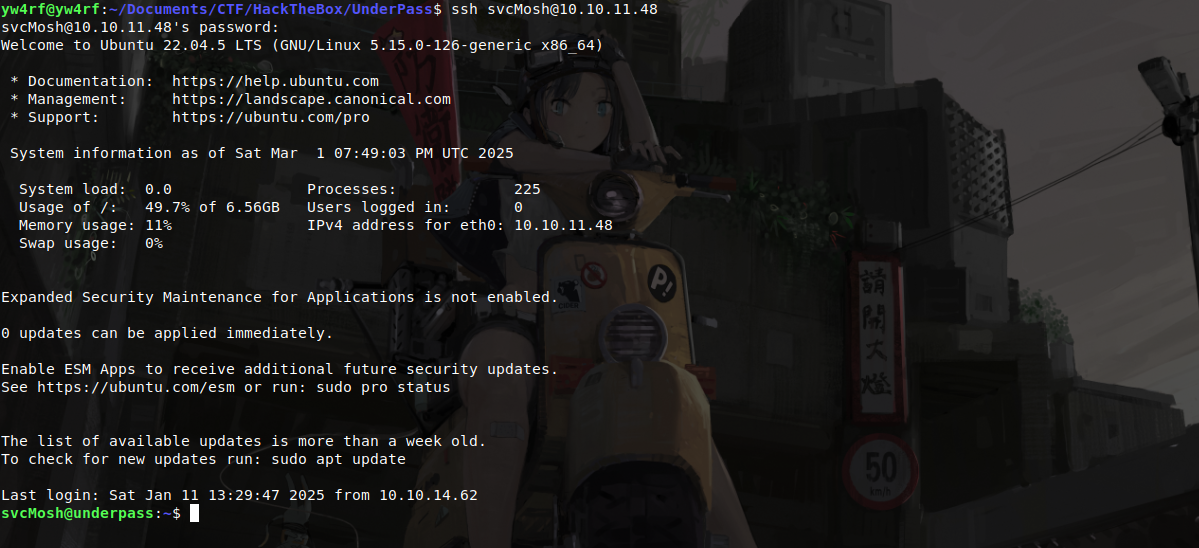 yw4rf@yw4rf:~/Documents/CTF/HackTheBox/UnderPass$ ssh svcMosh@10.10.11.48
svcMosh@10.10.11.48's password:
Welcome to Ubuntu 22.04.5 LTS (GNU/Linux 5.15.0-126-generic x86_64)
* Documentation:  https://help.ubuntu.com
* Management:     https://landscape.canonical.com
* Support:        https://ubuntu.com/pro
System information as of Sat Mar  1 07:49:03 PM UTC 2025
System load:  0.0               Processes:             225
Usage of /:   49.7% of 6.56GB   Users logged in:       0
Memory usage: 11%               IPv4 address for eth0: 10.10.11.48
Swap usage:   0%
Expanded Security Maintenance for Applications is not enabled.
0 updates can be applied immediately.
Enable ESM Apps to receive additional future security updates.
See https://ubuntu.com/esm or run: sudo pro status
The list of available updates is more than a week old.
To check for new updates run: sudo apt update
Last login: Sat Jan 11 13:29:47 2025 from 10.10.14.62
svcMosh@underpass:~$
P!
請開大燈
50
km/h